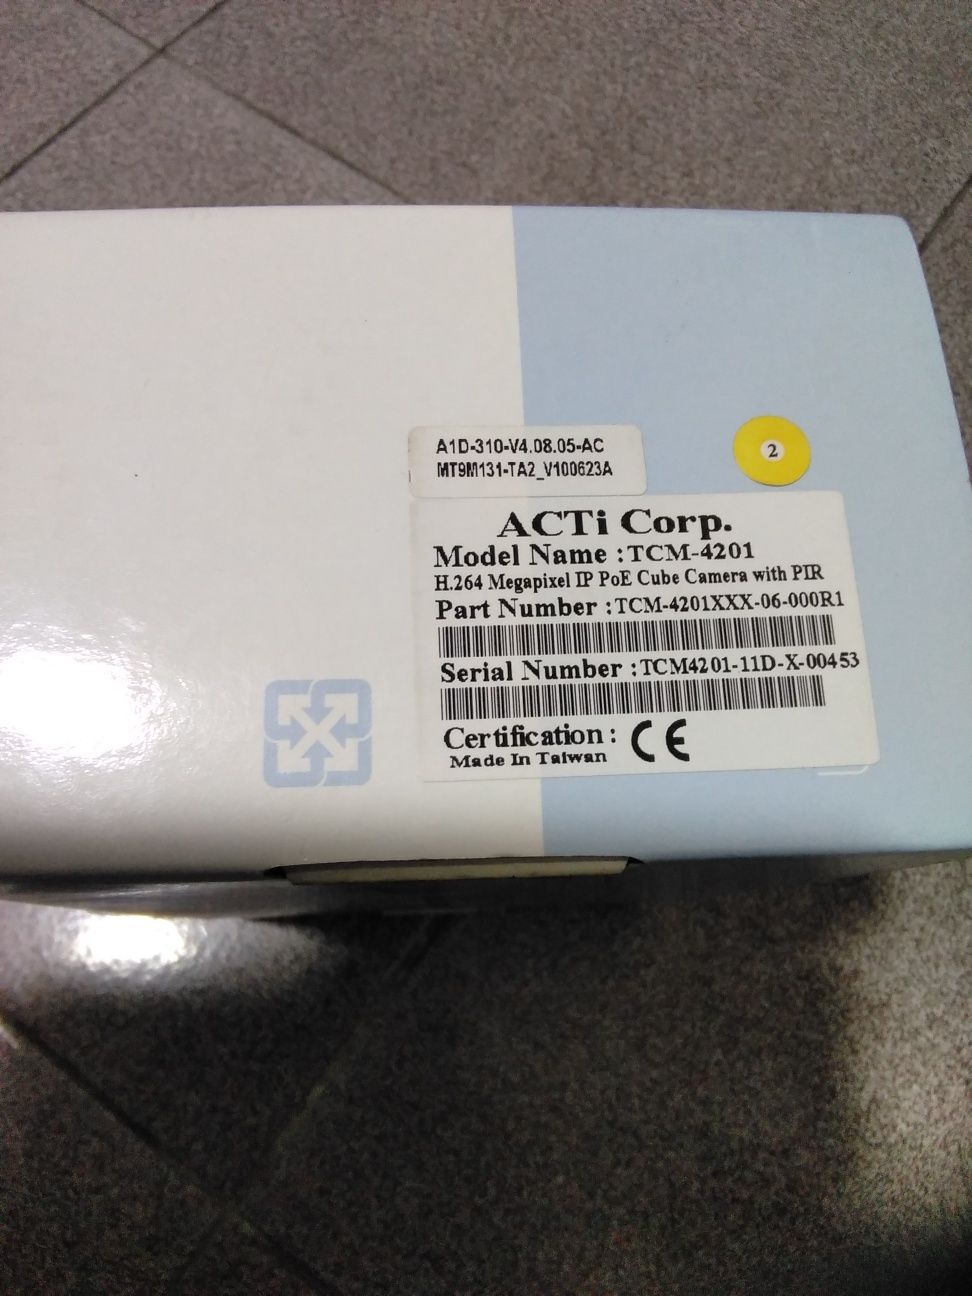 A1D-310-V4.08.05-AC
MT9M131-TA2_V100623A
2
ACTi Corp.
Model Name : TCM-4201
H.264 Megapixel IP PoE Cube Camera with PIR
Part Number : TCM-4201XXX-06-000R1
Serial Number : TCM4201-11D-X-00453
Certification : CE
Made In Taiwan